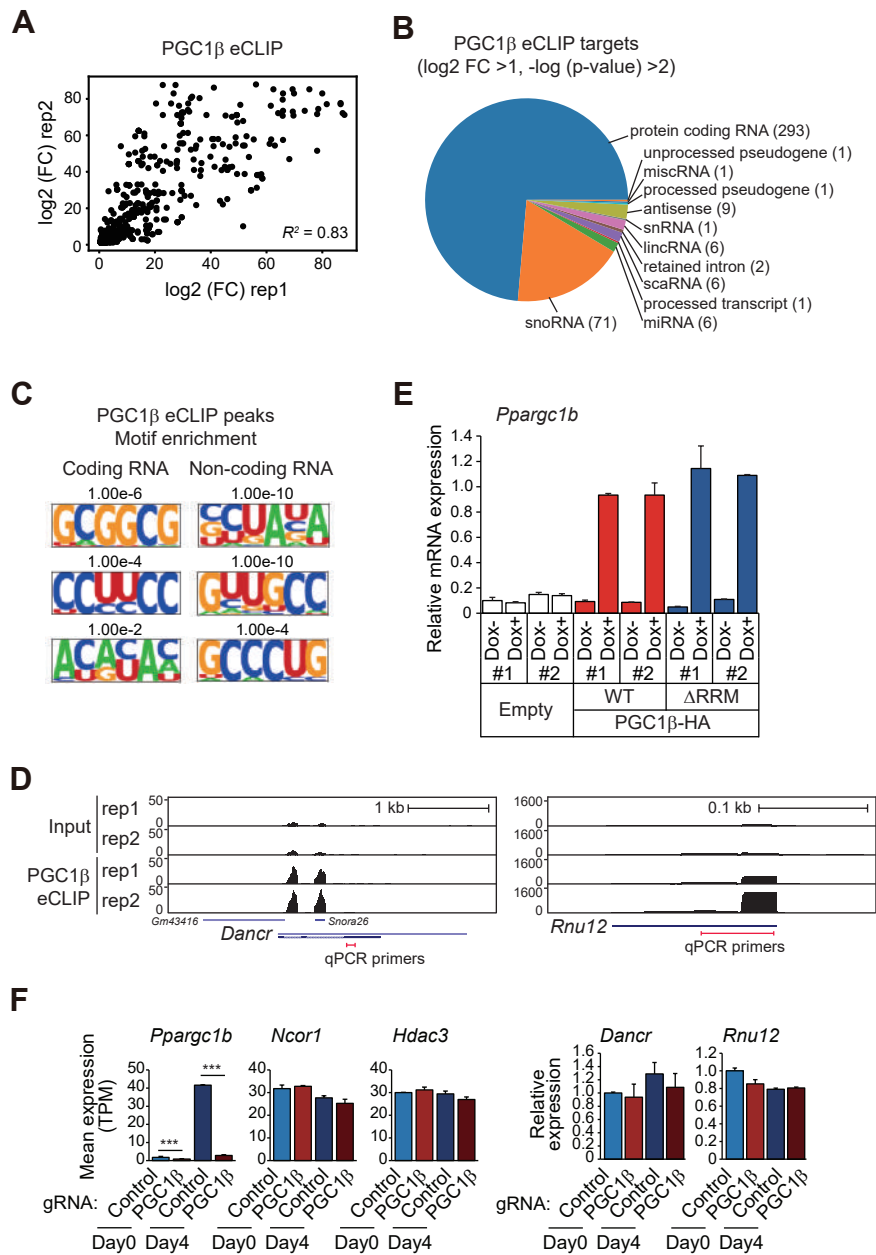 A
PGC1β eCLIP
log2 (FC) rep2
80
60
40
20
0
R² = 0.83
0 20 40 60 80
log2 (FC) rep1
B
PGC1β eCLIP targets
(log2 FC >1, -log (p-value) >2)
protein coding RNA (293)
unprocessed pseudogene (1)
miscRNA (1)
processed pseudogene (1)
antisense (9)
snRNA (1)
lincRNA (6)
retained intron (2)
scaRNA (6)
processed transcript (1)
miRNA (6)
snoRNA (71)
C
PGC1β eCLIP peaks
Motif enrichment
Coding RNA Non-coding RNA
1.00e-6 1.00e-10
GCGGCG
1.00e-4 1.00e-10
CCUUCC GUUGCC
1.00e-2 1.00e-4
GCCCUG
E
Ppargc1b
Relative mRNA expression
1.4
1.2
1.0
0.8
0.6
0.4
0.2
0
Dox- Dox+ Dox- Dox+ Dox- Dox+ Dox- Dox+ Dox- Dox+ Dox- Dox+
#1 #2 #1 #2 #1 #2
Empty WT ΔRRM
PGC1β-HA
D
Input rep1 50 0 1 kb 1600 0 0.1 kb
rep2 50 0 1600 0
PGC1β eCLIP rep1 50 0 1600 0
rep2 50 0 1600 0
Gm43416 Snora26
Dancr Rnu12
qPCR primers qPCR primers
F
Ppargc1b Ncor1 Hdac3 Dancr Rnu12
Mean expression (TPM)
50 40 30 20 10 0
*** ***
40 30 20 10 0
40 30 20 10 0
Relative expression
1.6 1.4 1.2 1.0 0.8 0.6 0.4 0.2 0
1.2 1.0 0.8 0.6 0.4 0.2 0
gRNA: Control PGC1β Control PGC1β Control PGC1β Control PGC1β Control PGC1β Control PGC1β
Day0 Day4 Day0 Day4 Day0 Day4
gRNA: Control PGC1β Control PGC1β Control PGC1β Control PGC1β
Day0 Day4 Day0 Day4